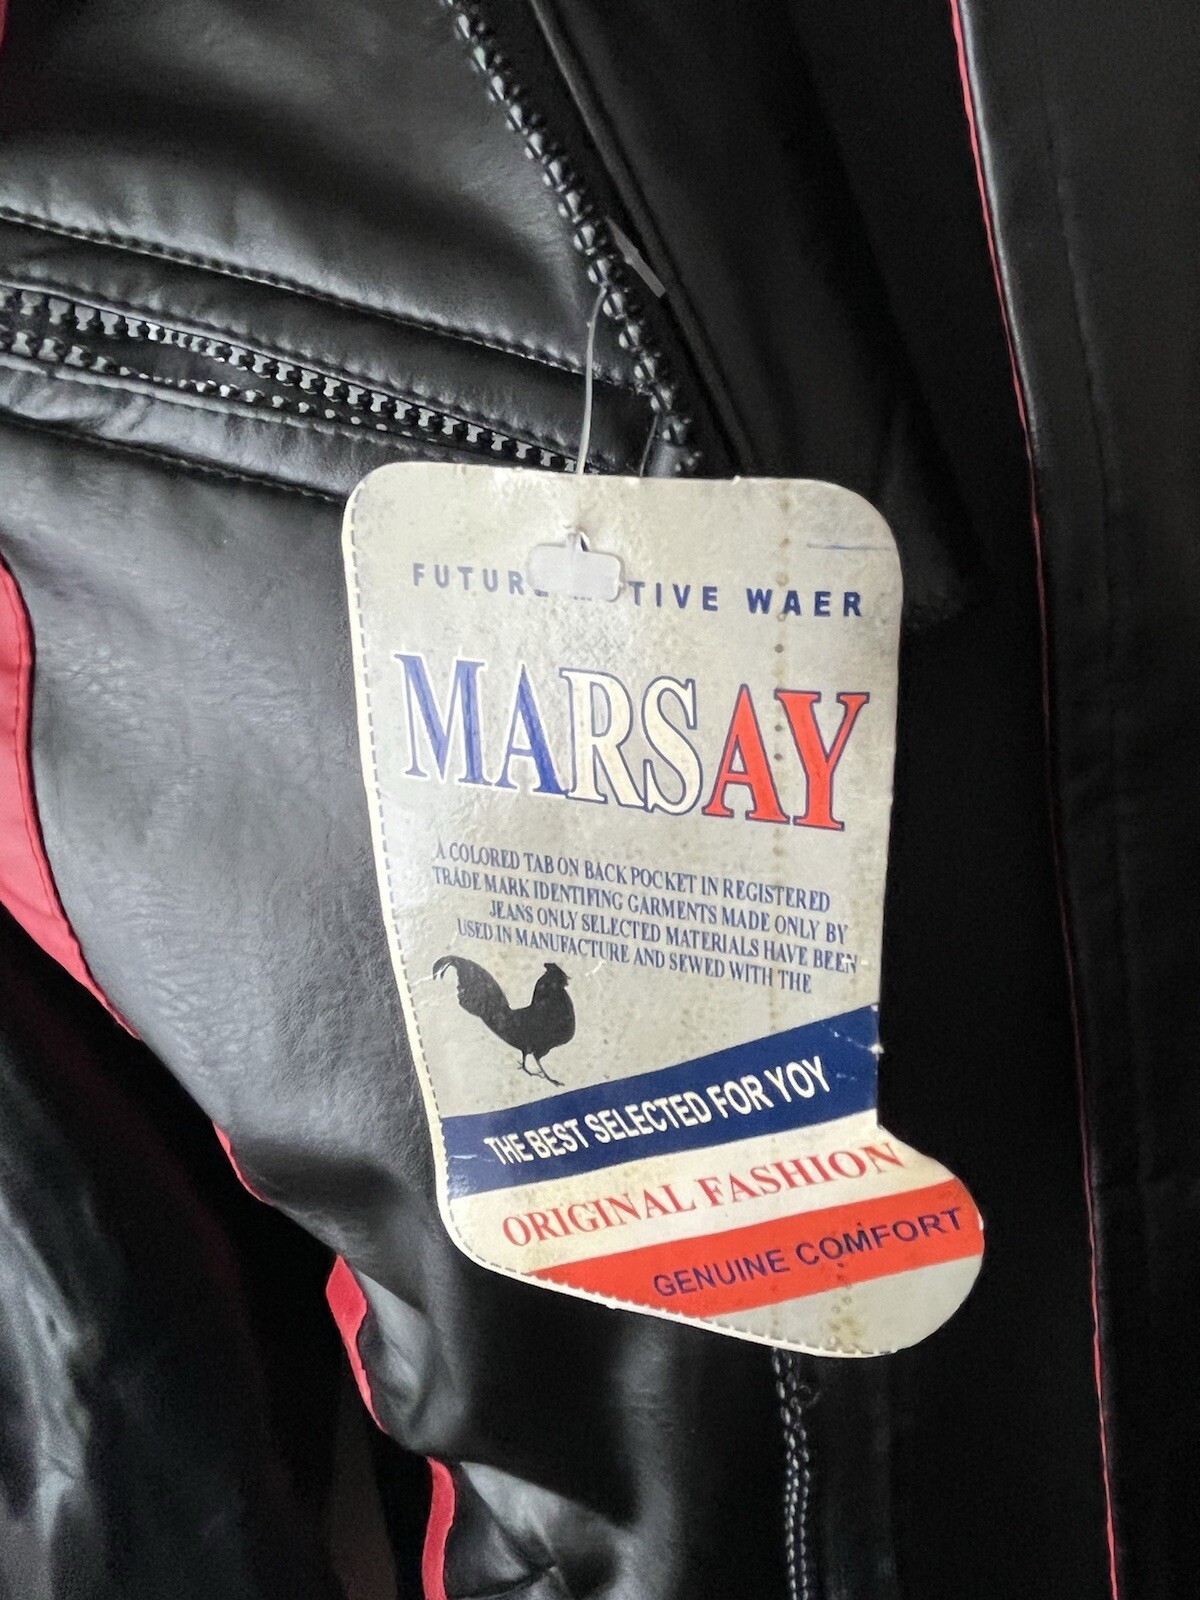 FUTURE TIVE WAER
MARSAY
A COLORED TAB ON BACK POCKET IN REGISTERED
TRADE MARK IDENTIFING GARMENTS MADE ONLY BY
JEANS ONLY SELECTED MATERIALS HAVE BEEN
USED IN MANUFACTURE AND SEWED WITH THE
THE BEST SELECTED FOR YOY
ORIGINAL FASHION
GENUINE COMFORT